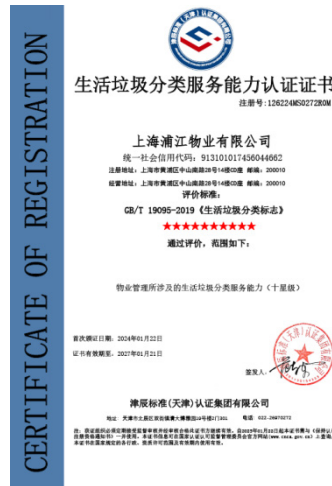 CERTIFICATE OF REGISTRATION
生活垃圾分类服务能力认证证书
注册号:126224MS0272R0M
上海浦江物业有限公司
统一社会信用代码:913101017456044662
注册地址:上海市黄浦区中山南路28号14楼CD座 邮编:200010
经营地址:上海市黄浦区中山南路28号14楼CD座 邮编:200010
评价标准:
GB/T 19095-2019《生活垃圾分类标志》
★★★★★★★★★★
通过评价,范围如下:
物业管理所涉及的生活垃圾分类服务能力(十星级)
首次颁证日期:2024年01月22日
证书有效期至:2027年01月21日
签发人:
津辰标准(天津)认证集团有限公司